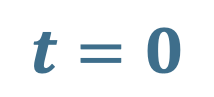 t = 0